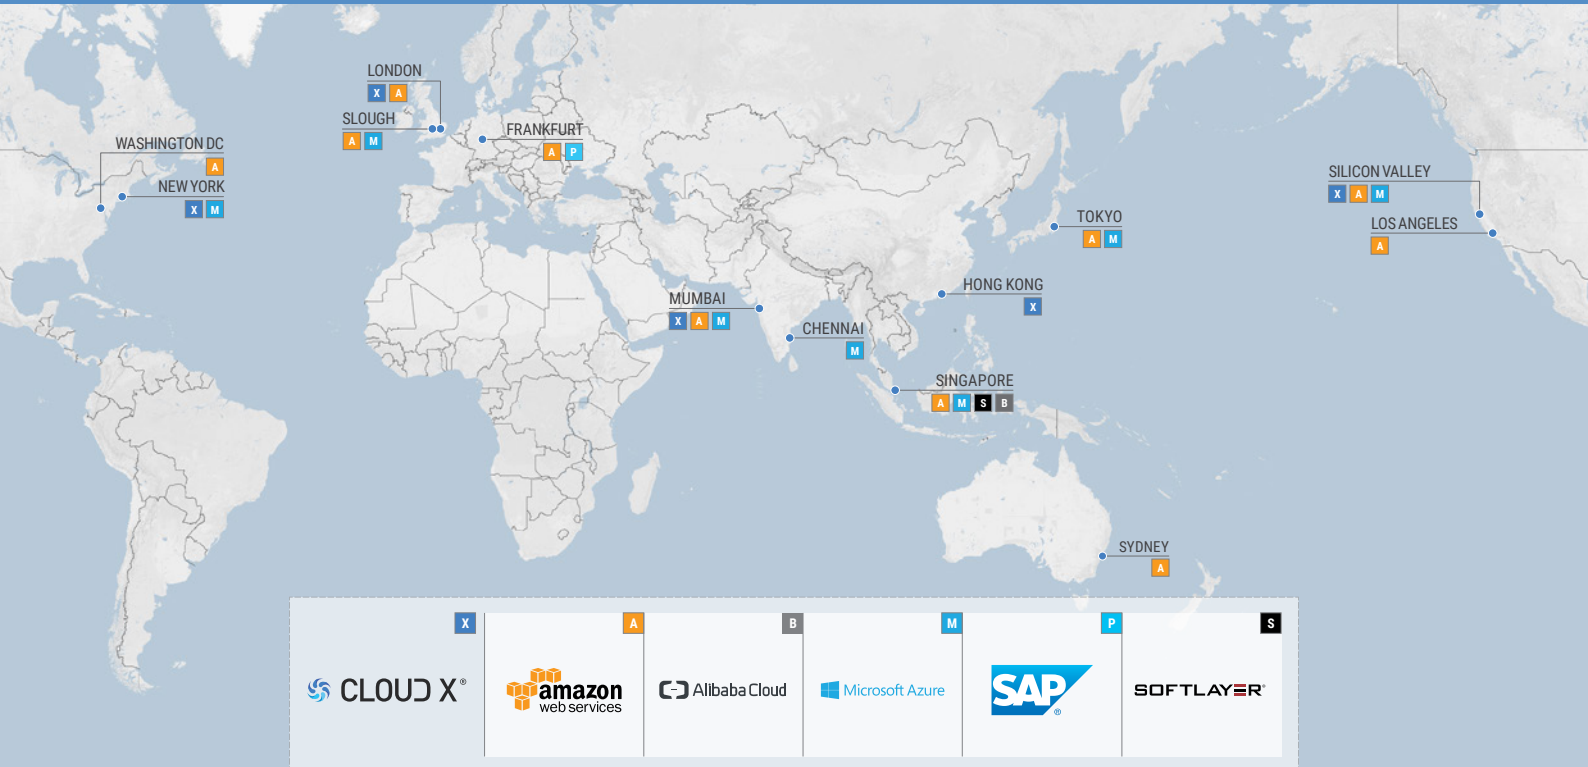 LONDON
X A
SLOUGH
A M
FRANKFURT
A P
WASHINGTON DC
A
NEW YORK
X M
SILICON VALLEY
X A M
LOS ANGELES
A
TOKYO
A M
HONG KONG
X
MUMBAI
X A M
CHENNAI
M
SINGAPORE
A M S B
SYDNEY
A
X
CLOUD X®
A
amazon
web services
B
Alibaba Cloud
M
Microsoft Azure
P
SAP®
S
SOFTLAYER®